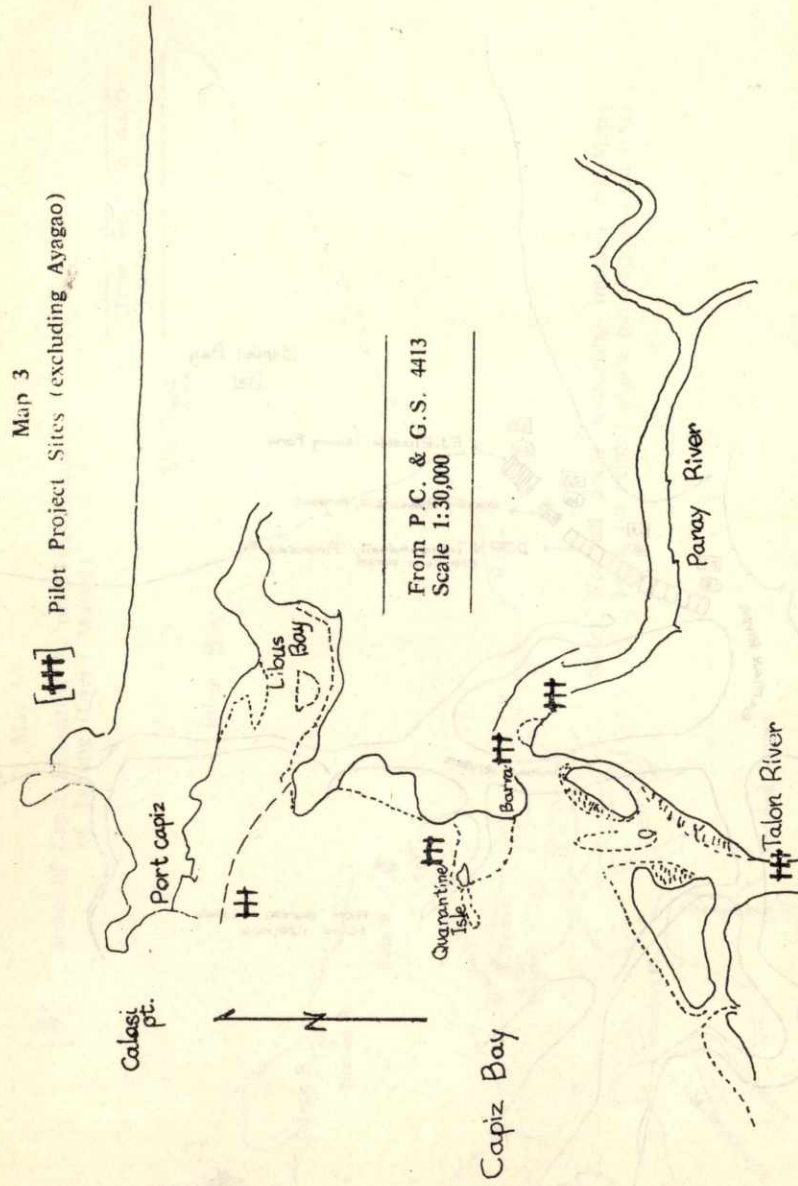 Map 3
Pilot Project Sites (excluding Ayagao)
Calasi
pt.
Port capiz
Libus
Bay
N
From P.C. & G.S. 4413
Scale 1:30,000
Quarantine
Isle
Barra
Capiz Bay
Panay River
Talon River